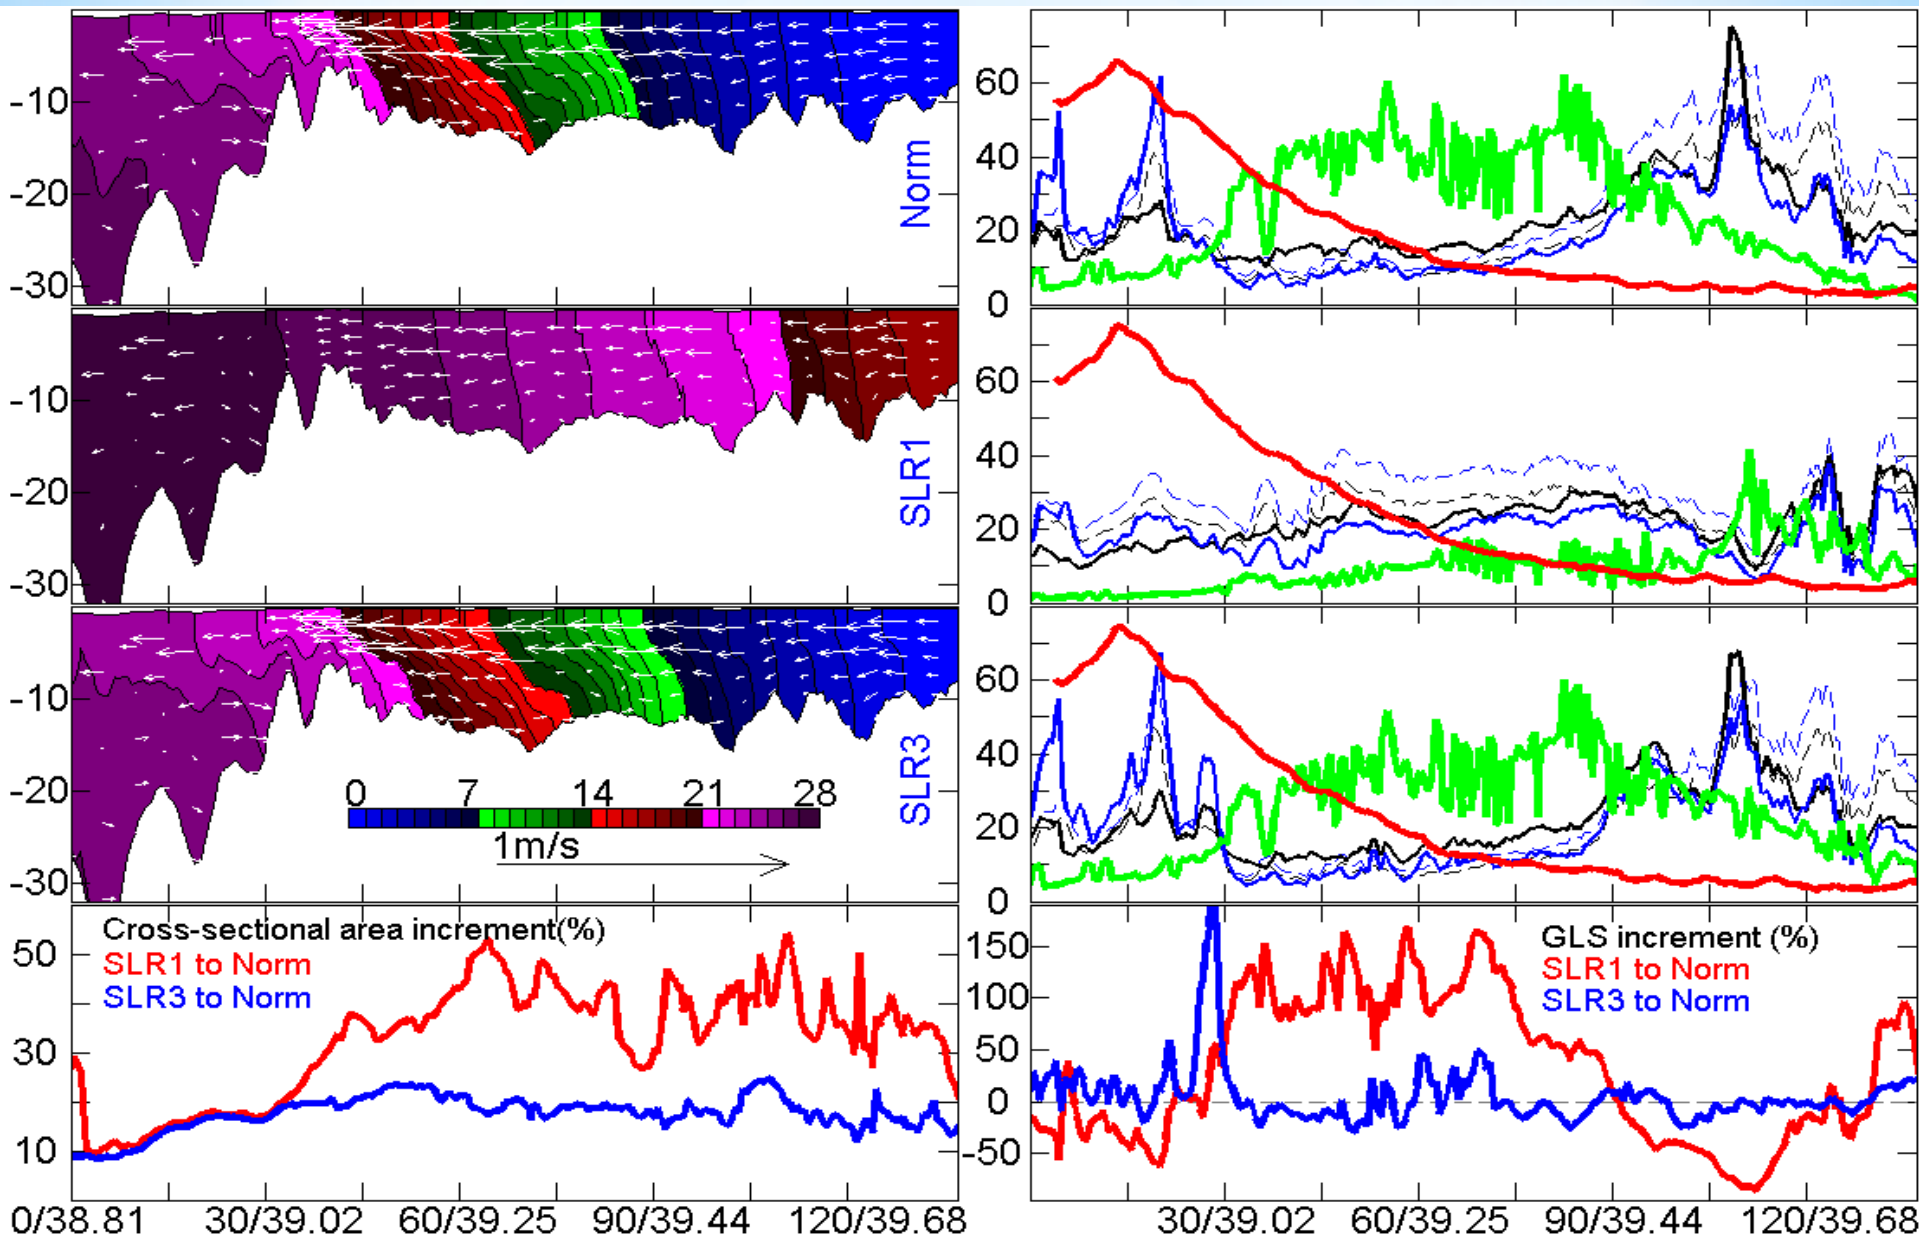 -10
-20
-30
Norm
60
40
20
0
-10
-20
-30
SLR1
60
40
20
0
-10
-20
-30
SLR3
0 7 14 21 28
1m/s
60
40
20
0
50
30
10
Cross-sectional area increment(%)
SLR1 to Norm
SLR3 to Norm
150
100
50
0
-50
GLS increment (%)
SLR1 to Norm
SLR3 to Norm
0/38.81 30/39.02 60/39.25 90/39.44 120/39.68
30/39.02 60/39.25 90/39.44 120/39.68